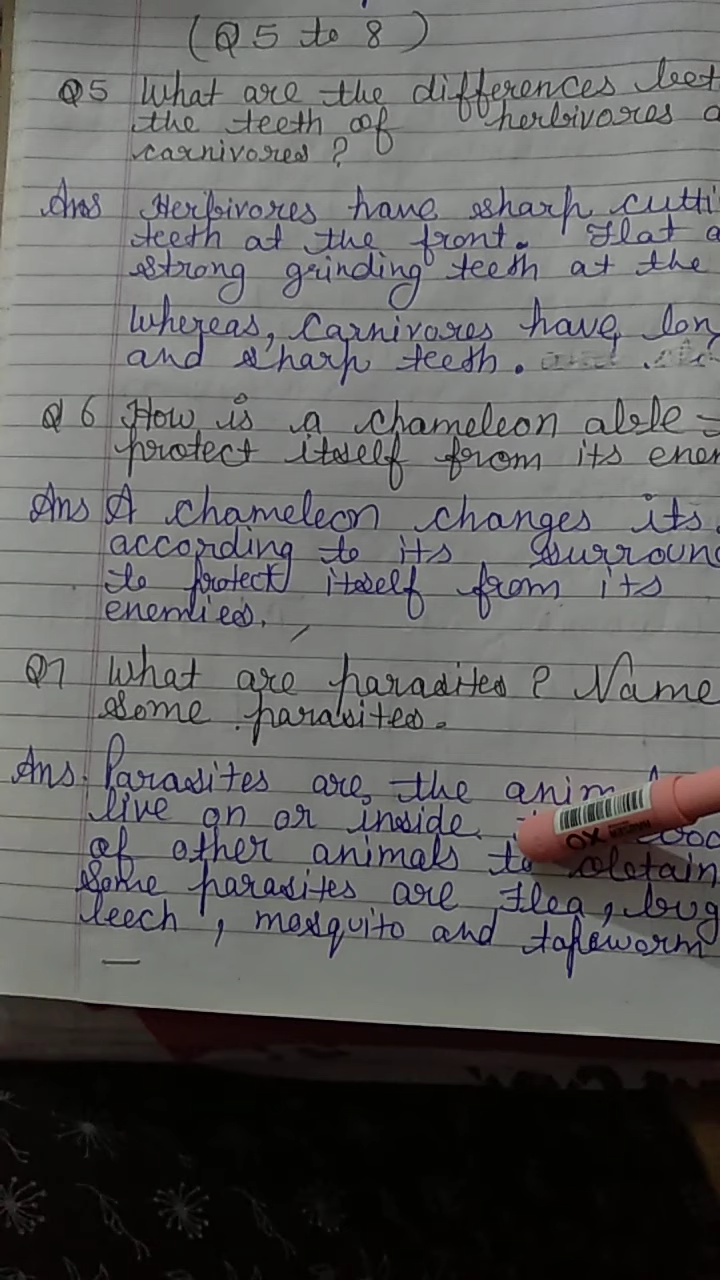 (Q 5 to 8)
Q5 What are the differences bet
the teeth of herbivores a
carnivores ?
Ans Herbivores have sharp cutti
teeth at the front. Flat a
strong grinding teeth at the
whereas, Carnivores have lon
and sharp teeth.
Q 6 How is a chameleon able
protect itself from its enem
Ans A chameleon changes its
according to its surround
to protect itself from its
enemies.
Q7 What are parasites ? Name
some parasites.
Ans. Parasites are the anim
live on or inside
of other animals to obtain
Some parasites are flea, bug
leech, mosquito and tapeworm